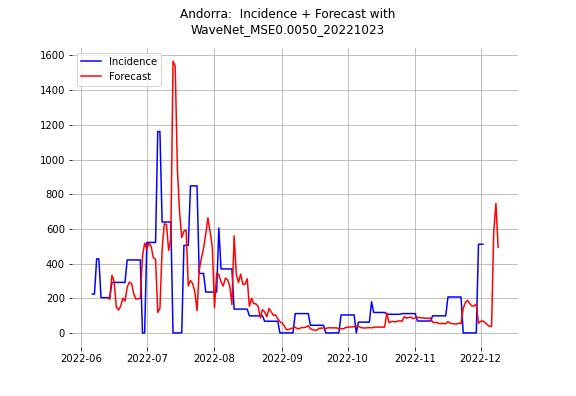 Andorra:  Incidence + Forecast with
WaveNet_MSE0.0050_20221023
1600
1400
1200
1000
800
600
400
200
0
Incidence
Forecast
2022-06 2022-07 2022-08 2022-09 2022-10 2022-11 2022-12